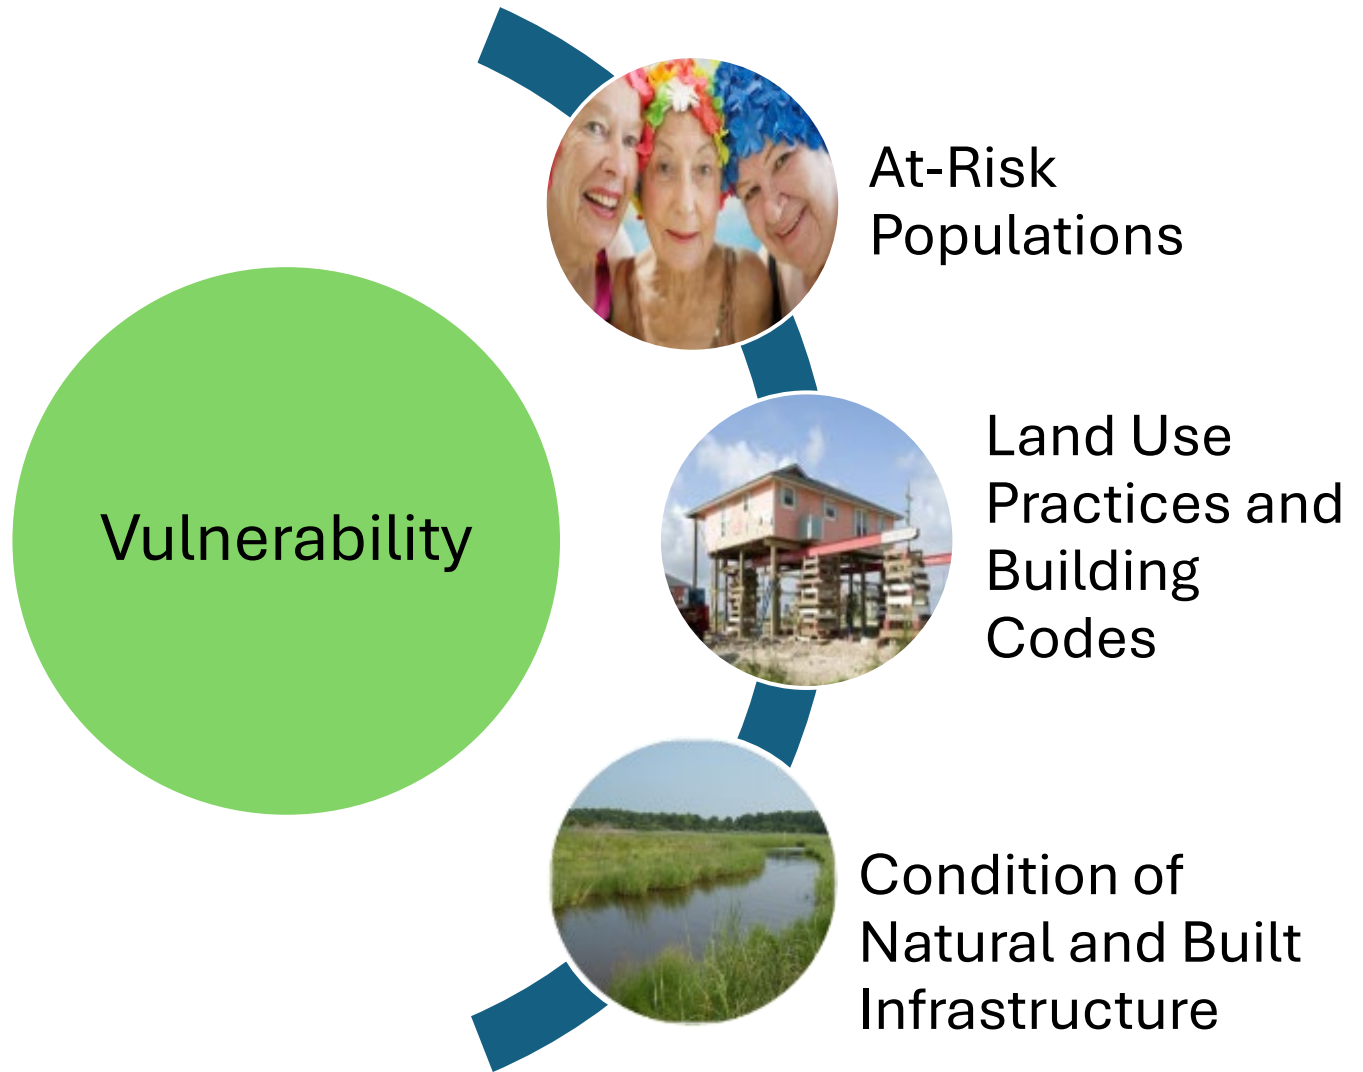 At-Risk
Populations
Land Use
Practices and
Building
Codes
Vulnerability
Condition of
Natural and Built
Infrastructure